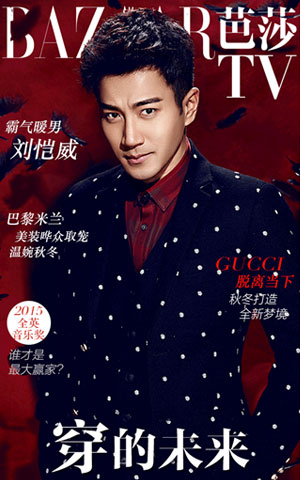 BAZAAR芭莎
TV
霸气暖男
刘恺威
巴黎米兰
美装哗众取宠
温婉秋冬
GUCCI
脱离当下
秋冬打造
全新梦境
2015
全英
音乐奖
谁才是
最大赢家?
穿的未来